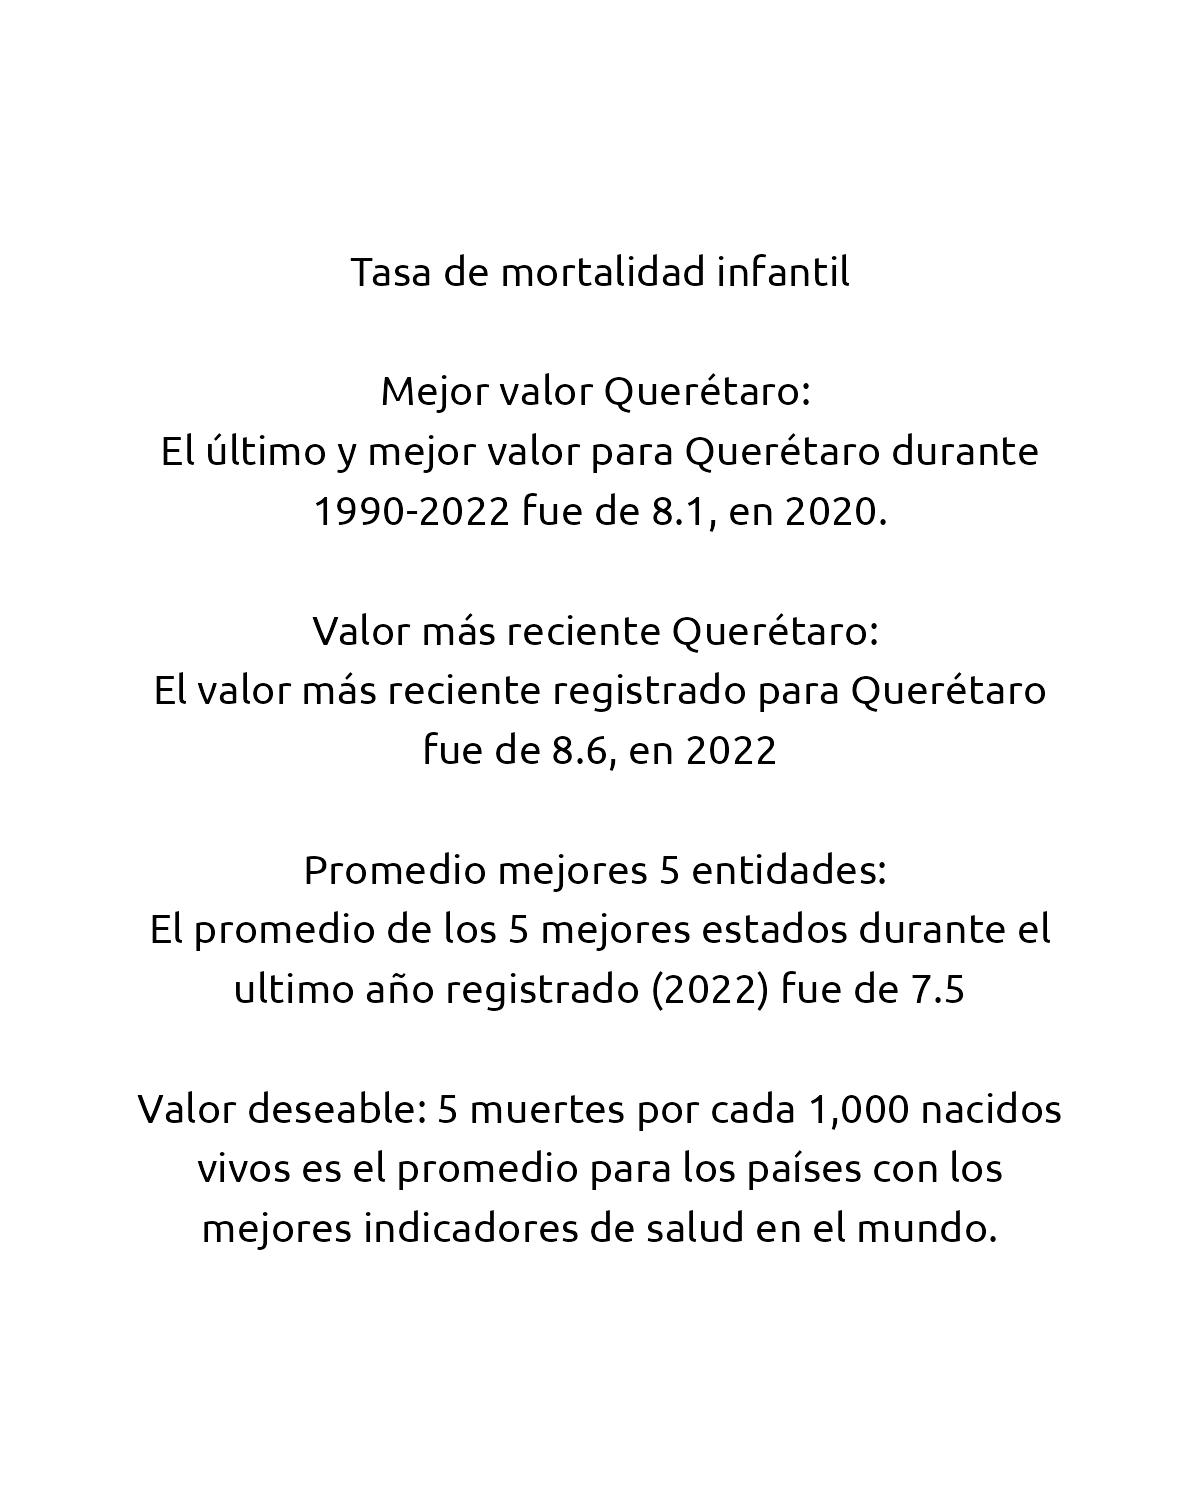 Tasa de mortalidad infantil
Mejor valor Querétaro:
El último y mejor valor para Querétaro durante
1990-2022 fue de 8.1, en 2020.
Valor más reciente Querétaro:
El valor más reciente registrado para Querétaro
fue de 8.6, en 2022
Promedio mejores 5 entidades:
El promedio de los 5 mejores estados durante el
ultimo año registrado (2022) fue de 7.5
Valor deseable: 5 muertes por cada 1,000 nacidos
vivos es el promedio para los países con los
mejores indicadores de salud en el mundo.